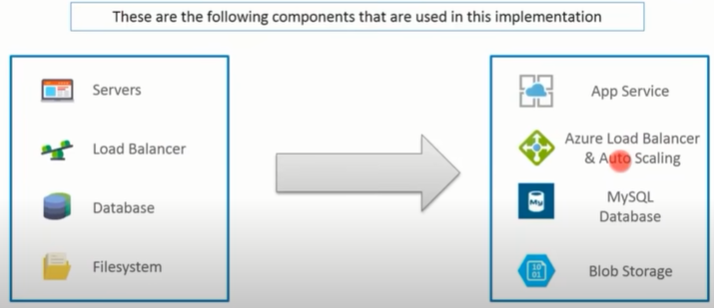 These are the following components that are used in this implementation
Servers
Load Balancer
Database
Filesystem
App Service
Azure Load Balancer
& Auto Scaling
My
MySQL
Database
10
01
Blob Storage